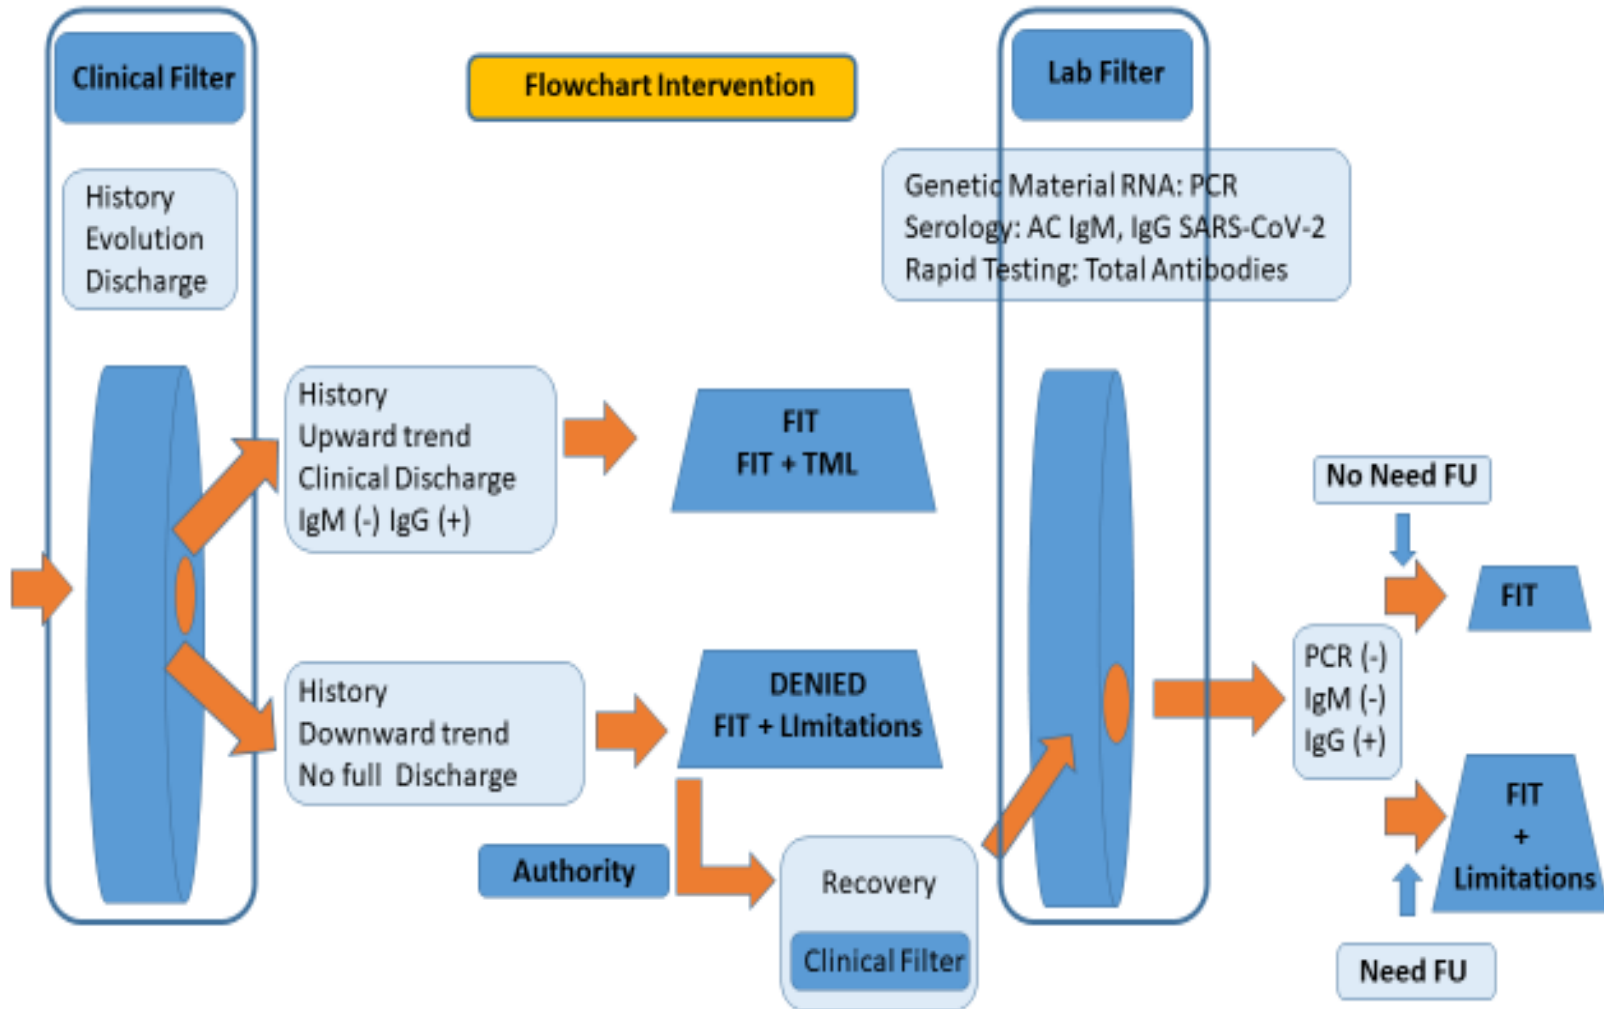 Clinical Filter
Flowchart Intervention
Lab Filter
History
Evolution
Discharge
Genetic Material RNA: PCR
Serology: AC IgM, IgG SARS-CoV-2
Rapid Testing: Total Antibodies
History
Upward trend
Clinical Discharge
IgM (-) IgG (+)
FIT
FIT + TML
History
Downward trend
No full Discharge
DENIED
FIT + LImitations
Authority
Recovery
Clinical Filter
No Need FU
FIT
PCR (-)
IgM (-)
IgG (+)
FIT
+
Limitations
Need FU